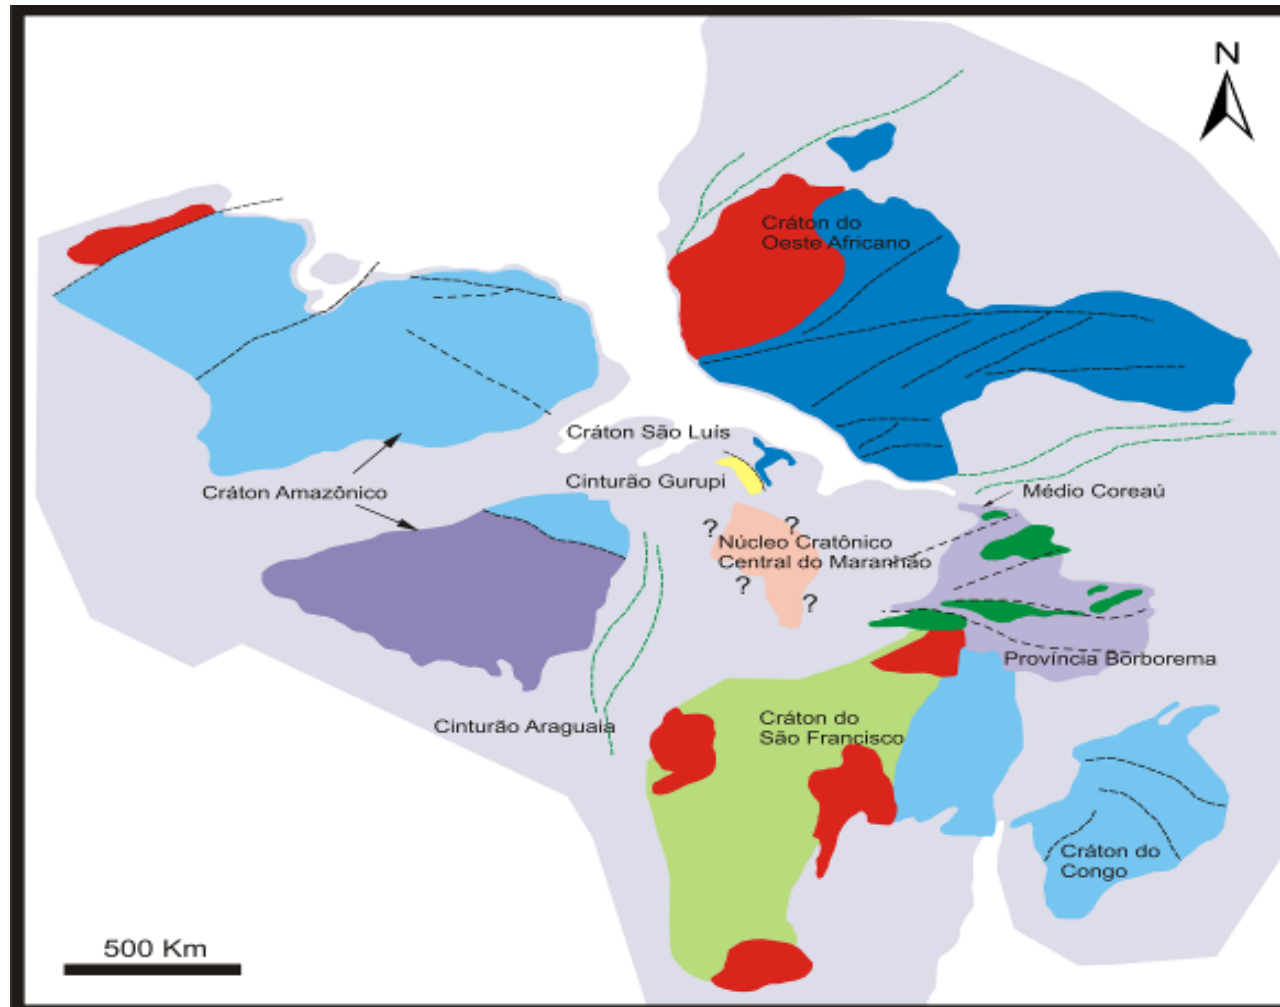 N
Cráton do
Oeste Africano
Cráton São Luís
Cinturão Gurupi
Cráton Amazônico
Médio Coreaú
?
?
Núcleo Cratônico
Central do Maranhão
?
?
Província Borborema
Cinturão Araguaia
Cráton do
São Francisco
Cráton do
Congo
500 Km